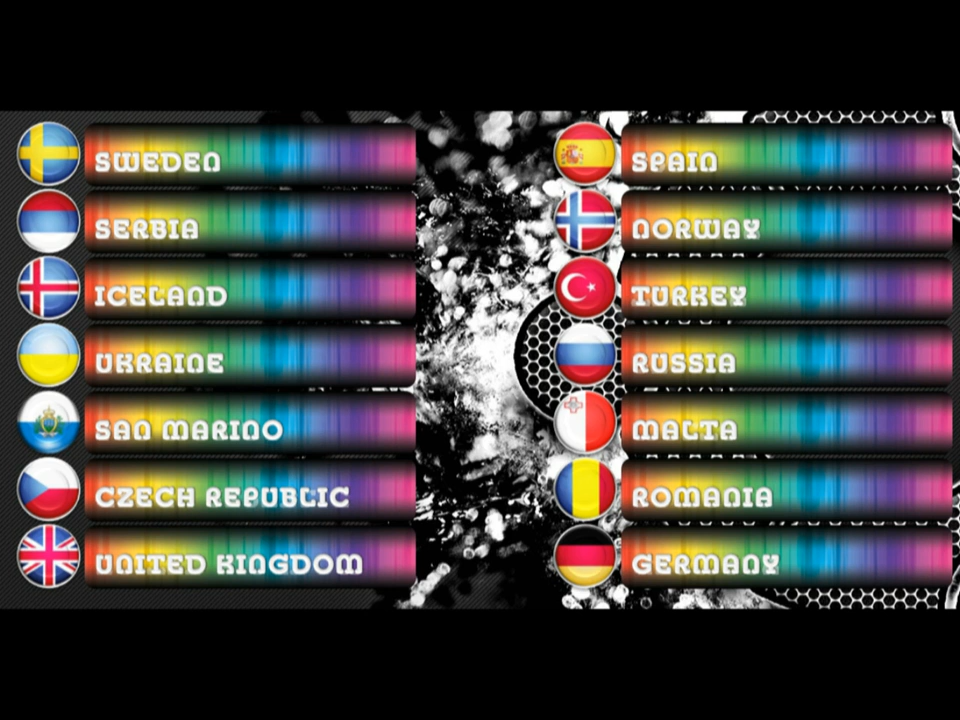 SWEDEN
SERBIA
ICELAND
UKRAINE
SAN MARINO
CZECH REPUBLIC
UNITED KINGDOM
SPAIN
NORWAY
TURKEY
RUSSIA
MALTA
ROMANIA
GERMANY